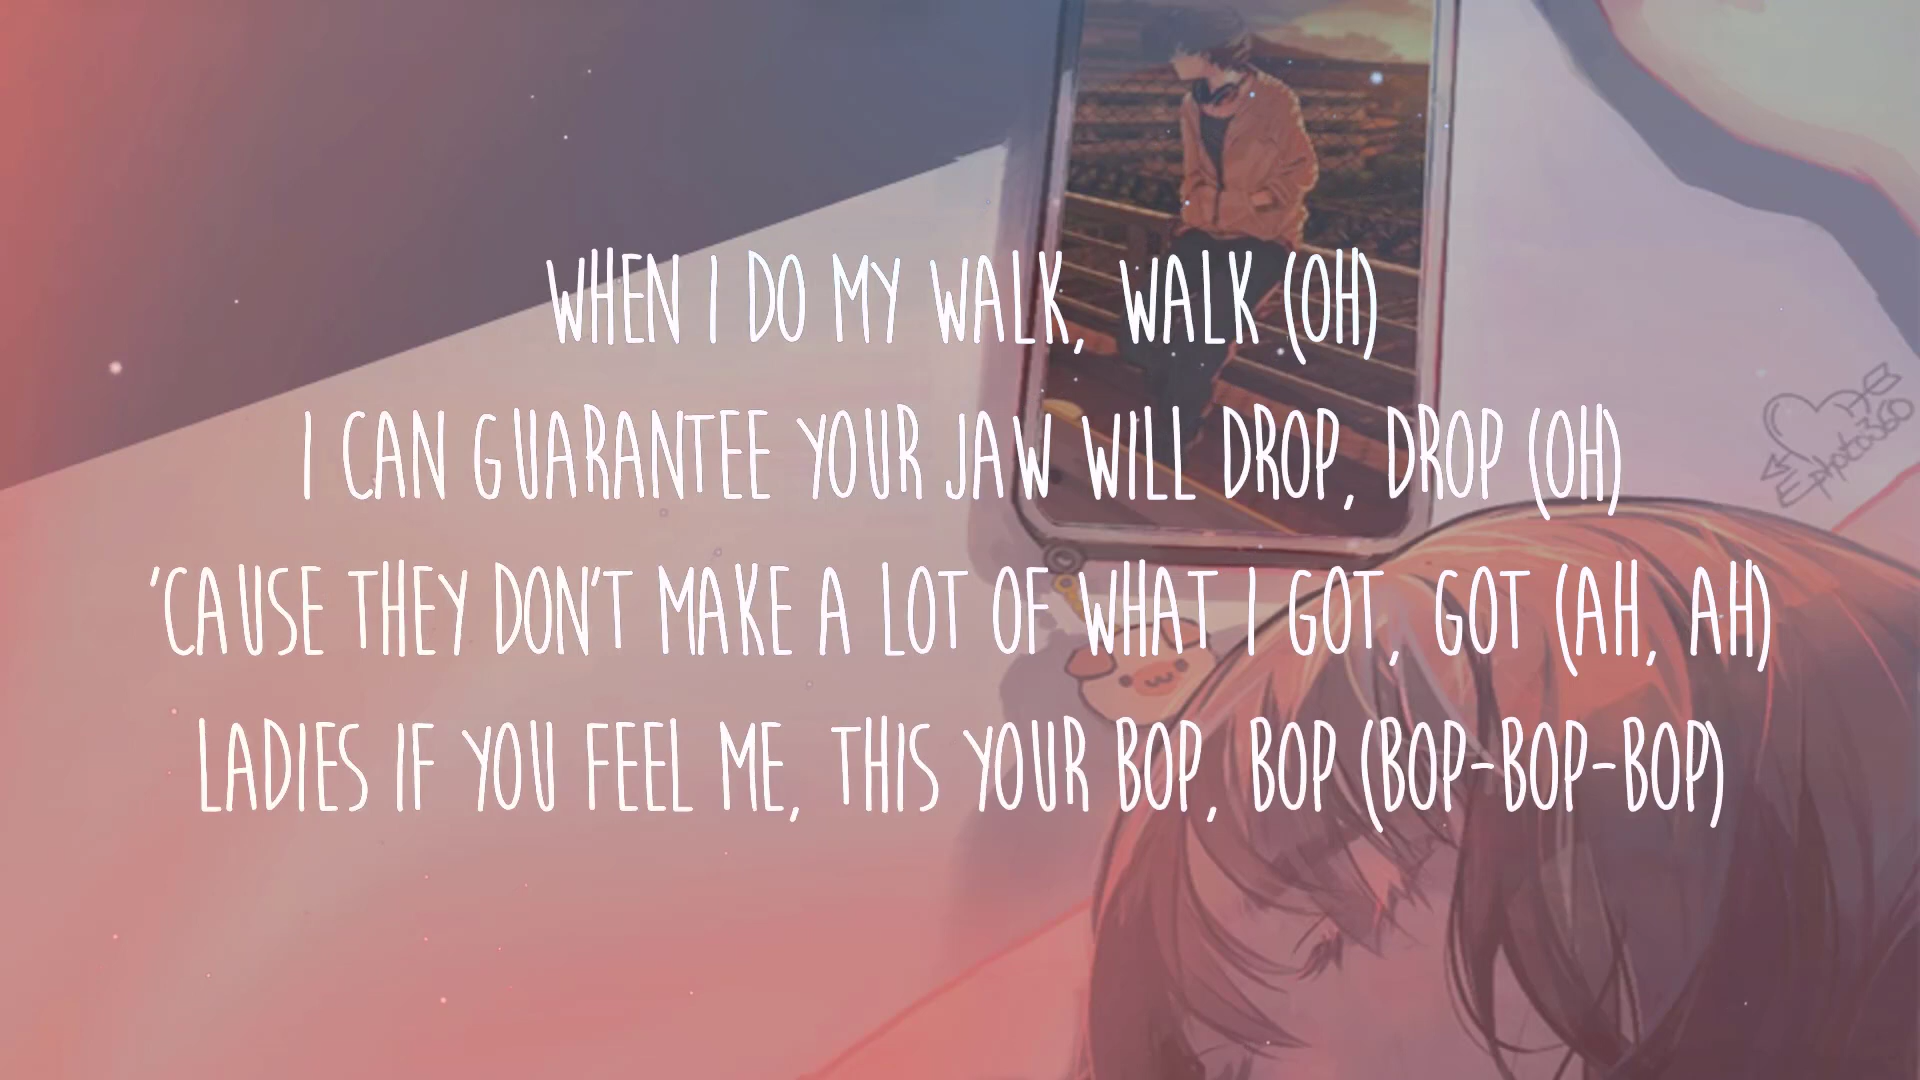 WHEN I DO MY WALK, WALK (OH)
I CAN GUARANTEE YOUR JAW WILL DROP, DROP (OH)
'CAUSE THEY DON'T MAKE A LOT OF WHAT I GOT, GOT (AH, AH)
LADIES IF YOU FEEL ME, THIS YOUR BOP, BOP (BOP-BOP-BOP)
Ephoto360